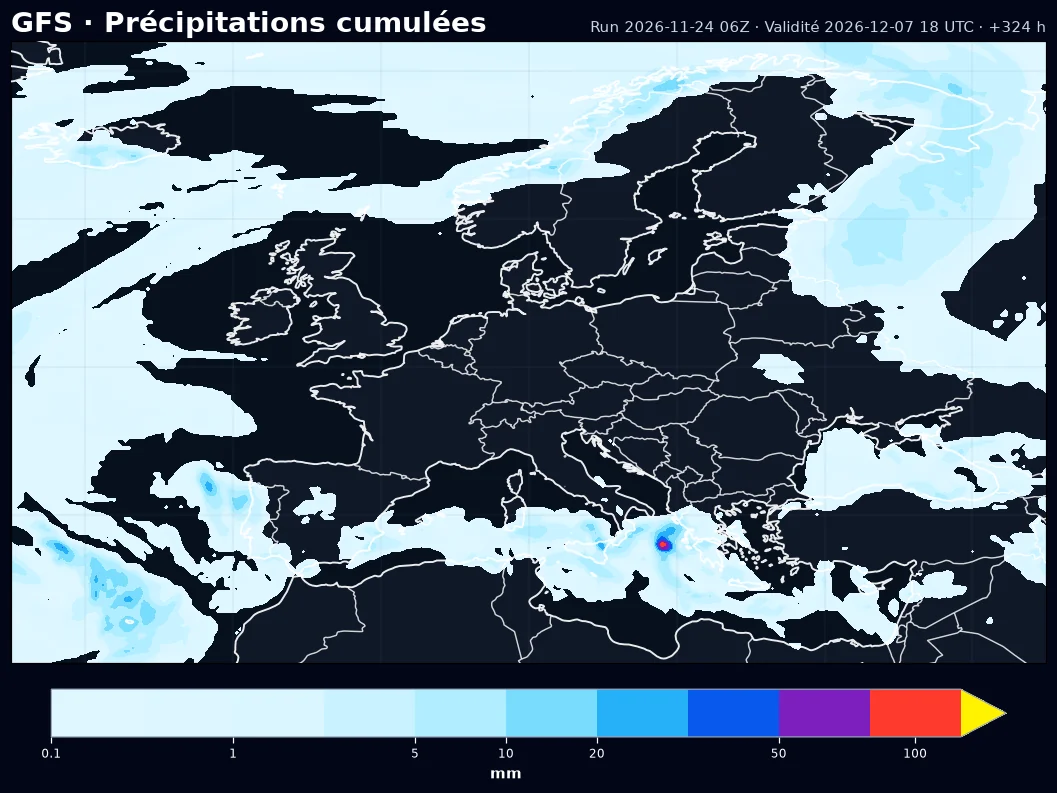 GFS · Précipitations cumulées
Run 2026-11-24 06Z · Validité 2026-12-07 18 UTC · +324 h
0.1 1 5 10 20 50 100
mm